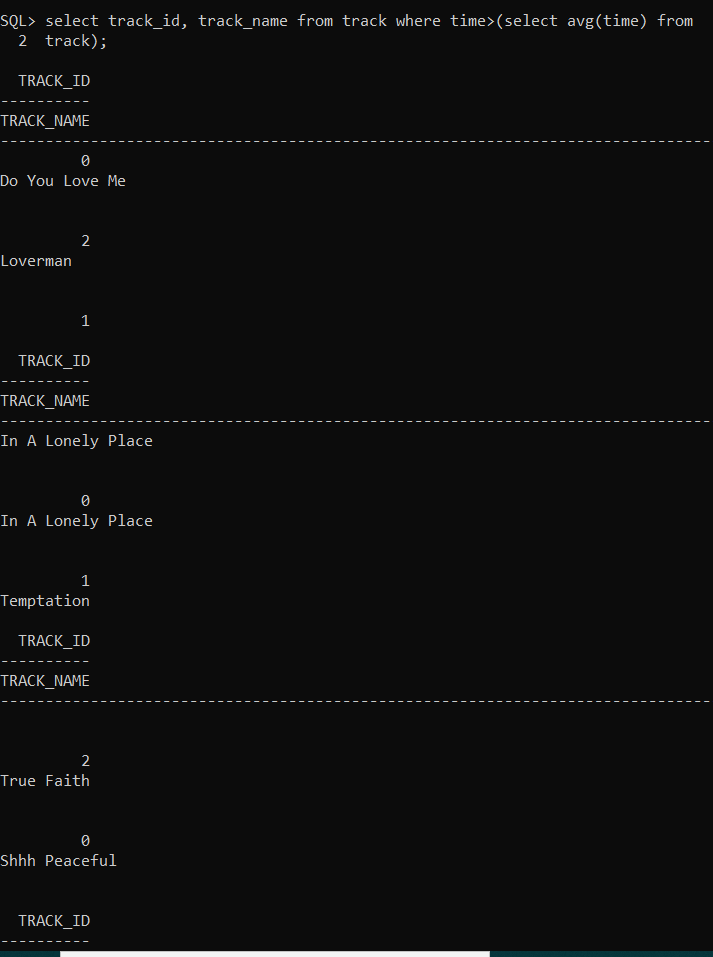 SQL> select track_id, track_name from track where time>(select avg(time) from
  2  track);
  TRACK_ID
----------
TRACK_NAME
--------------------------------------------------------------------------------
         0
Do You Love Me
         2
Loverman
         1
  TRACK_ID
----------
TRACK_NAME
--------------------------------------------------------------------------------
In A Lonely Place
         0
In A Lonely Place
         1
Temptation
  TRACK_ID
----------
TRACK_NAME
--------------------------------------------------------------------------------
         2
True Faith
         0
Shhh Peaceful
  TRACK_ID
----------